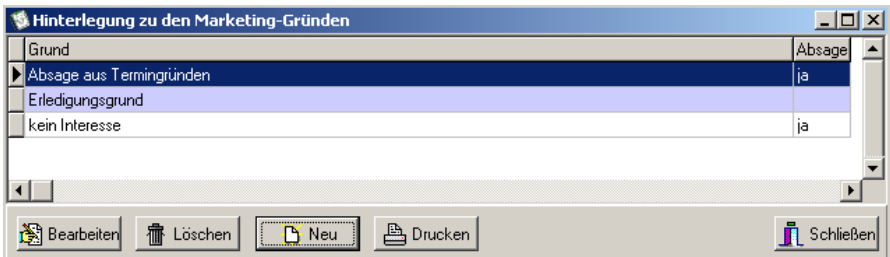 Hinterlegung zu den Marketing-Gründen
Grund Absage
Absage aus Termingründen ja
Erledigungsgrund
kein Interesse ja
Bearbeiten Löschen Neu Drucken Schließen